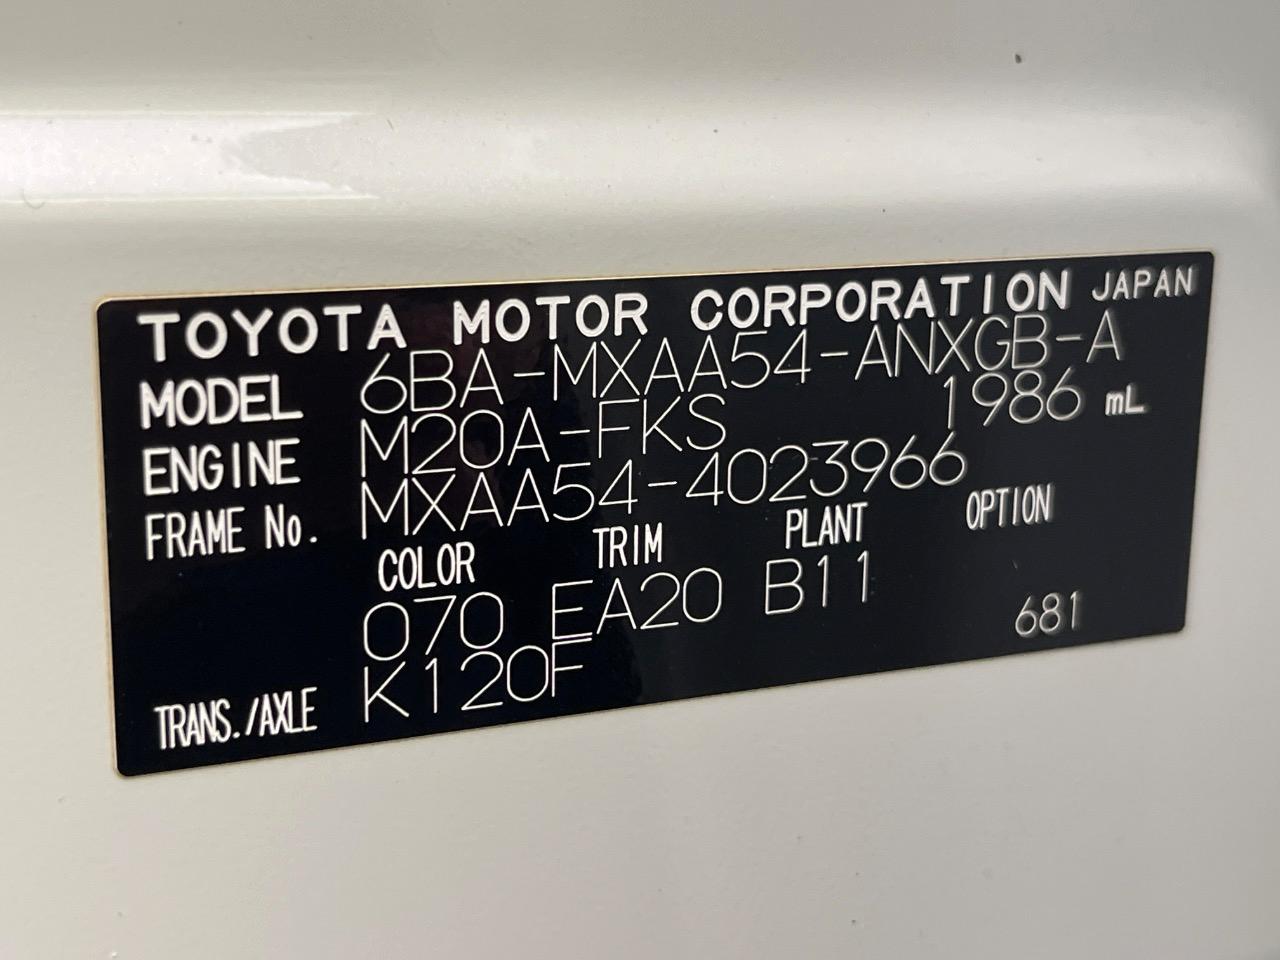 TOYOTA MOTOR CORPORATION JAPAN
MODEL 6BA-MXAA54-ANXGB-A
ENGINE M20A-FKS 1986 mL
FRAME No. MXAA54-4023966
COLOR TRIM PLANT OPTION
070 EA20 B11 681
TRANS./AXLE K120F